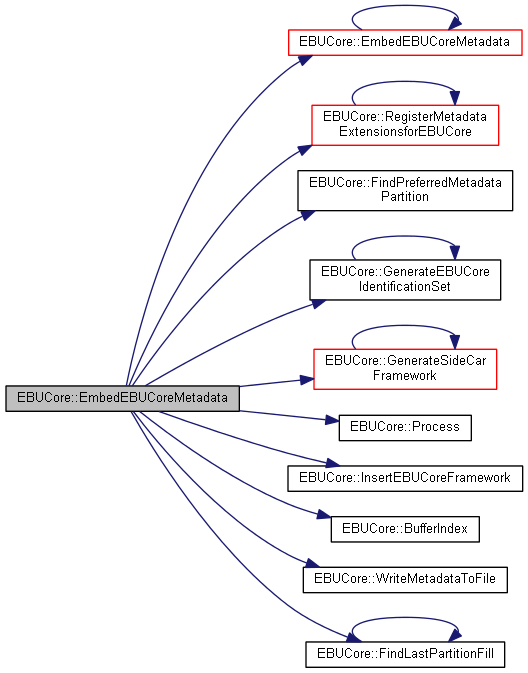 EBUCore::EmbedEBUCoreMetadata
EBUCore::RegisterMetadata
ExtensionsforEBUCore
EBUCore::FindPreferredMetadata
Partition
EBUCore::GenerateEBUCore
IdentificationSet
EBUCore::GenerateSideCar
Framework
EBUCore::EmbedEBUCoreMetadata
EBUCore::Process
EBUCore::InsertEBUCoreFramework
EBUCore::BufferIndex
EBUCore::WriteMetadataToFile
EBUCore::FindLastPartitionFill